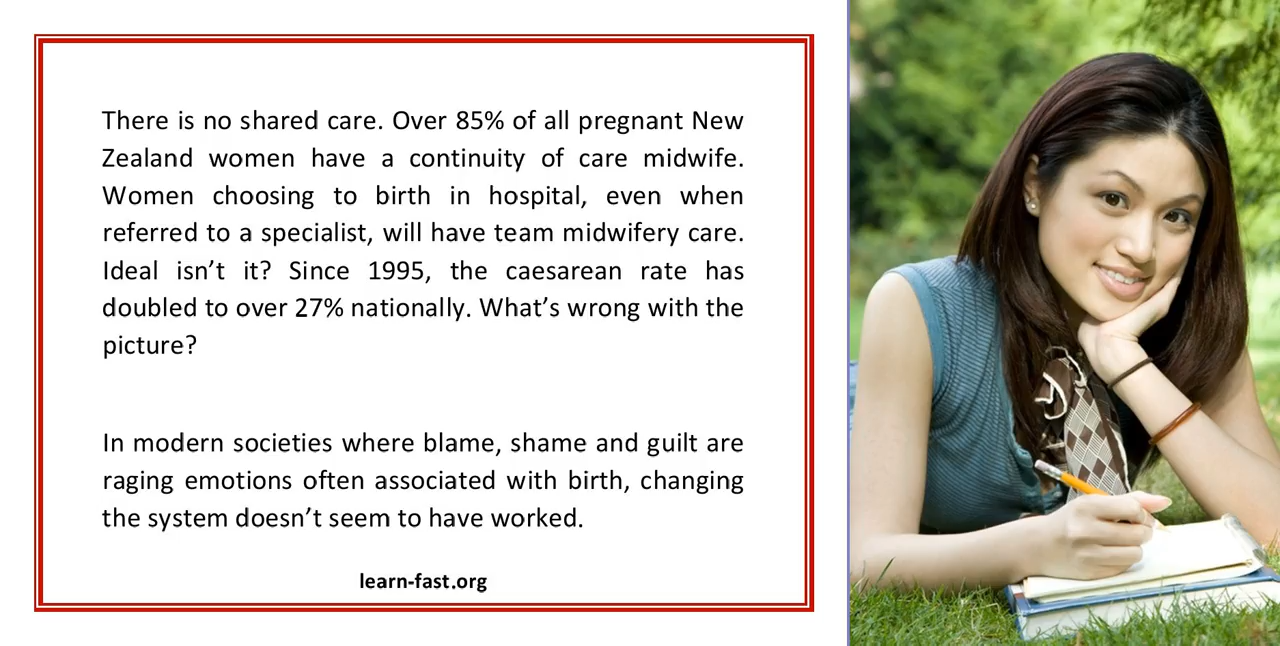 There is no shared care. Over 85% of all pregnant New
Zealand women have a continuity of care midwife.
Women choosing to birth in hospital, even when
referred to a specialist, will have team midwifery care.
Ideal isn’t it? Since 1995, the caesarean rate has
doubled to over 27% nationally. What’s wrong with the
picture?
In modern societies where blame, shame and guilt are
raging emotions often associated with birth, changing
the system doesn’t seem to have worked.
learn-fast.org